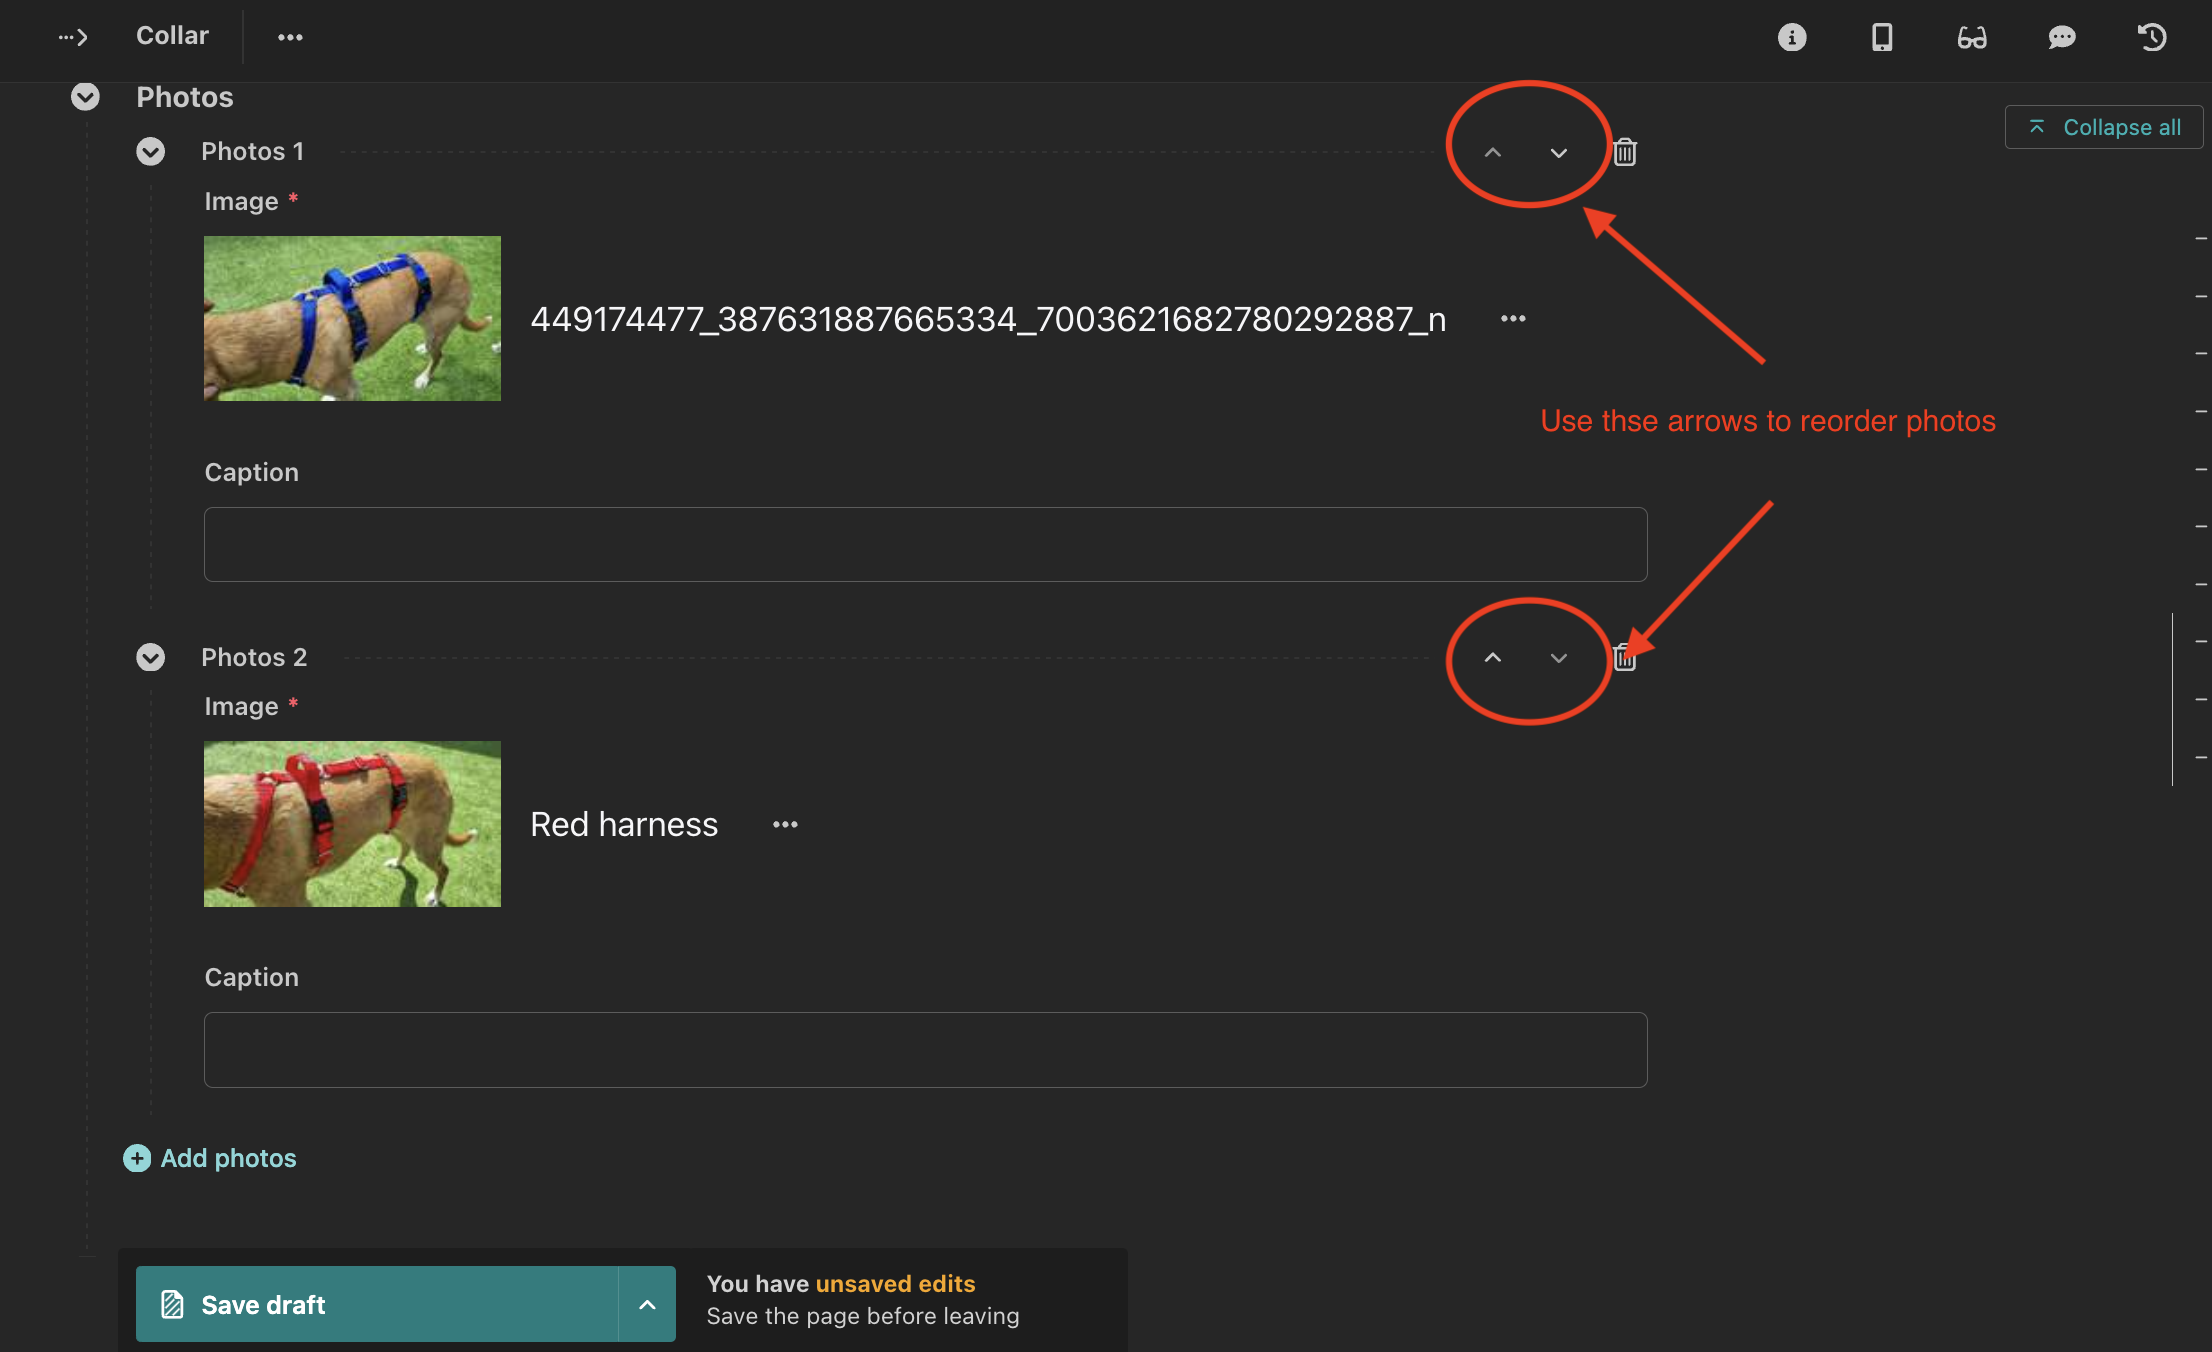 Collar
Photos
Collapse all
Photos 1
Image *
449174477_387631887665334_7003621682780292887_n
Use thse arrows to reorder photos
Caption
Photos 2
Image *
Red harness
Caption
Add photos
Save draft
You have unsaved edits
Save the page before leaving